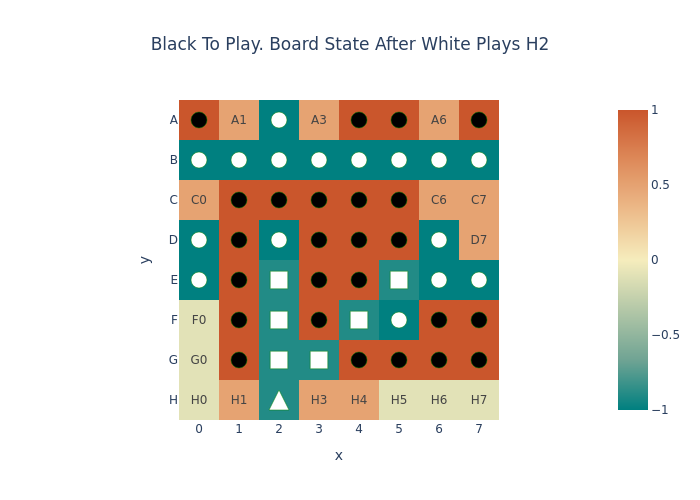 Black To Play. Board State After White Plays H2
A A1 A3 A6
B
C C0 C6 C7
D D7
E
F F0
G G0
H H0 H1 H3 H4 H5 H6 H7
0 1 2 3 4 5 6 7
x
y
1
0.5
0
−0.5
−1